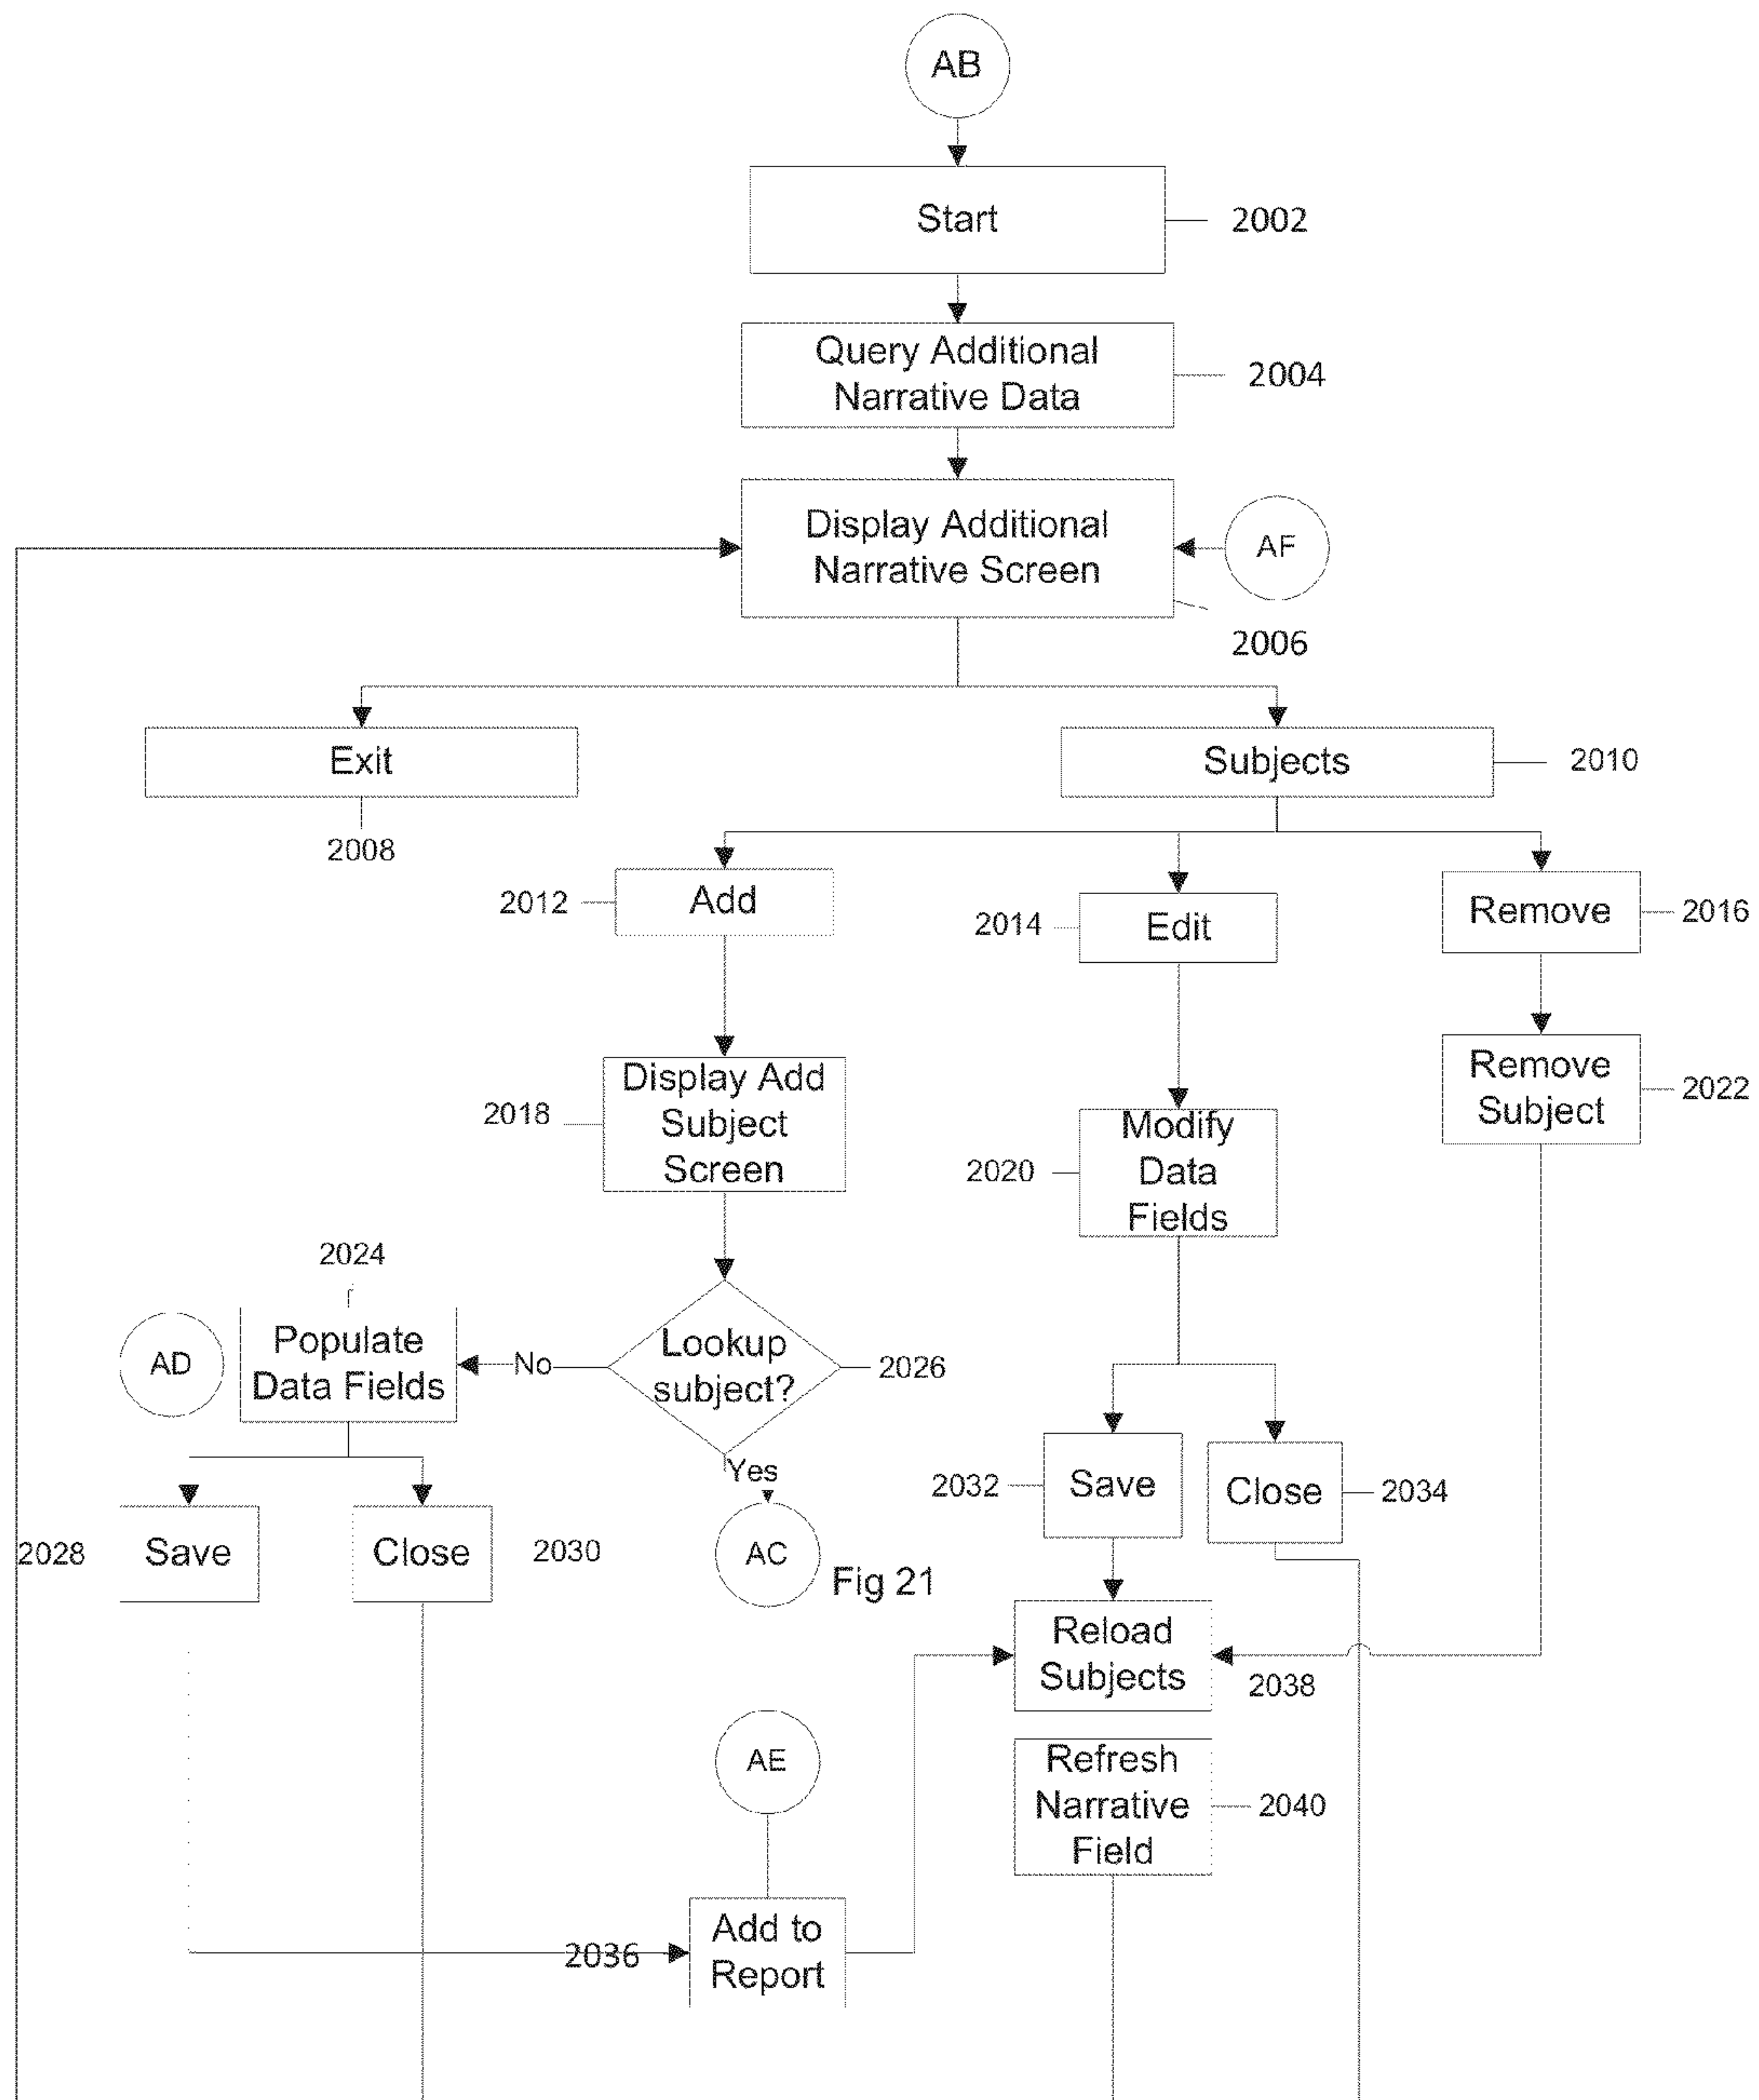 AB
Start
2002
Query Additional
Narrative Data
2004
Display Additional
Narrative Screen
AF
2006
Exit
Subjects
2010
2008
2012
Add
2014
Edit
Remove
2016
Display Add
Subject
Screen
2018
Modify
Data
Fields
2020
Remove
Subject
2022
2024
AD
Populate
Data Fields
No
Lookup
subject?
2026
Yes
2032
Save
Close
2034
2028
Save
Close
2030
AC
Fig 21
Reload
Subjects
2038
AE
Refresh
Narrative
Field
2040
2036
Add to
Report